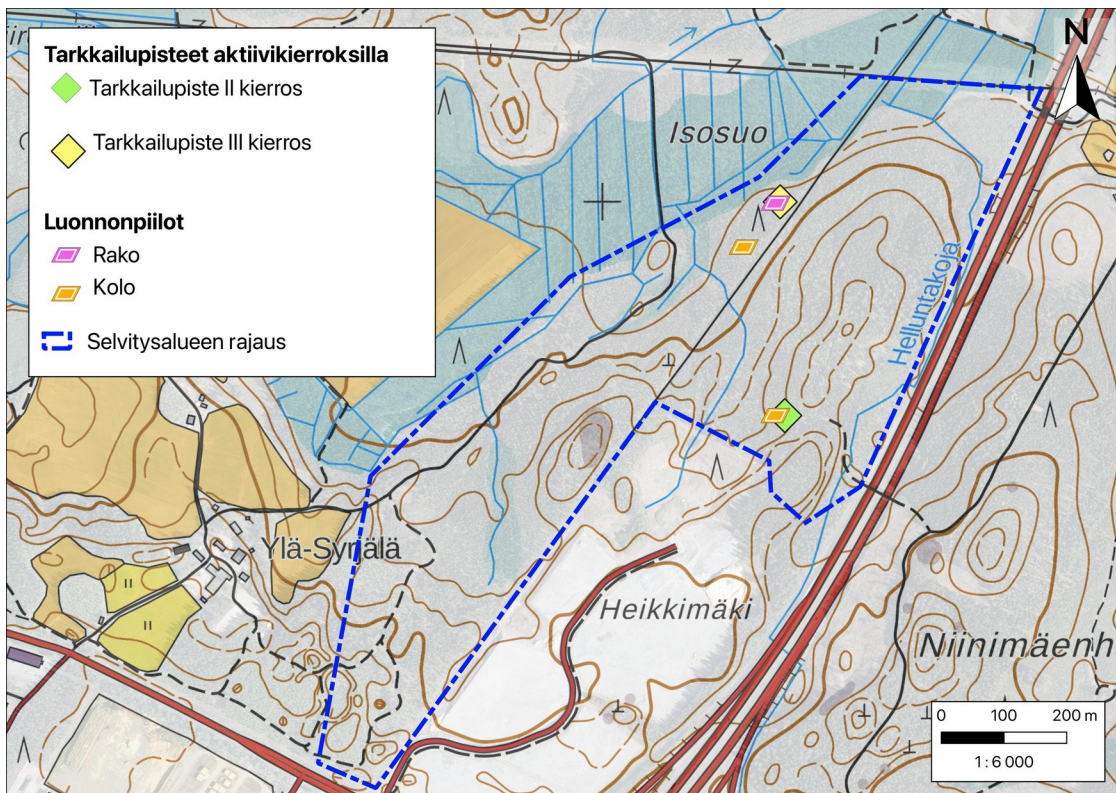 Tarkkailupisteet aktiivikierroksilla
Tarkkailupiste II kierros
Tarkkailupiste III kierros
Luonnonpiilot
Rako
Kolo
Selvitysalueen rajaus
N
Isosuo
Helluntakoja
Ylä-Syrjälä
Heikkimäki
Niinimäenh
0 100 200 m
1:6 000